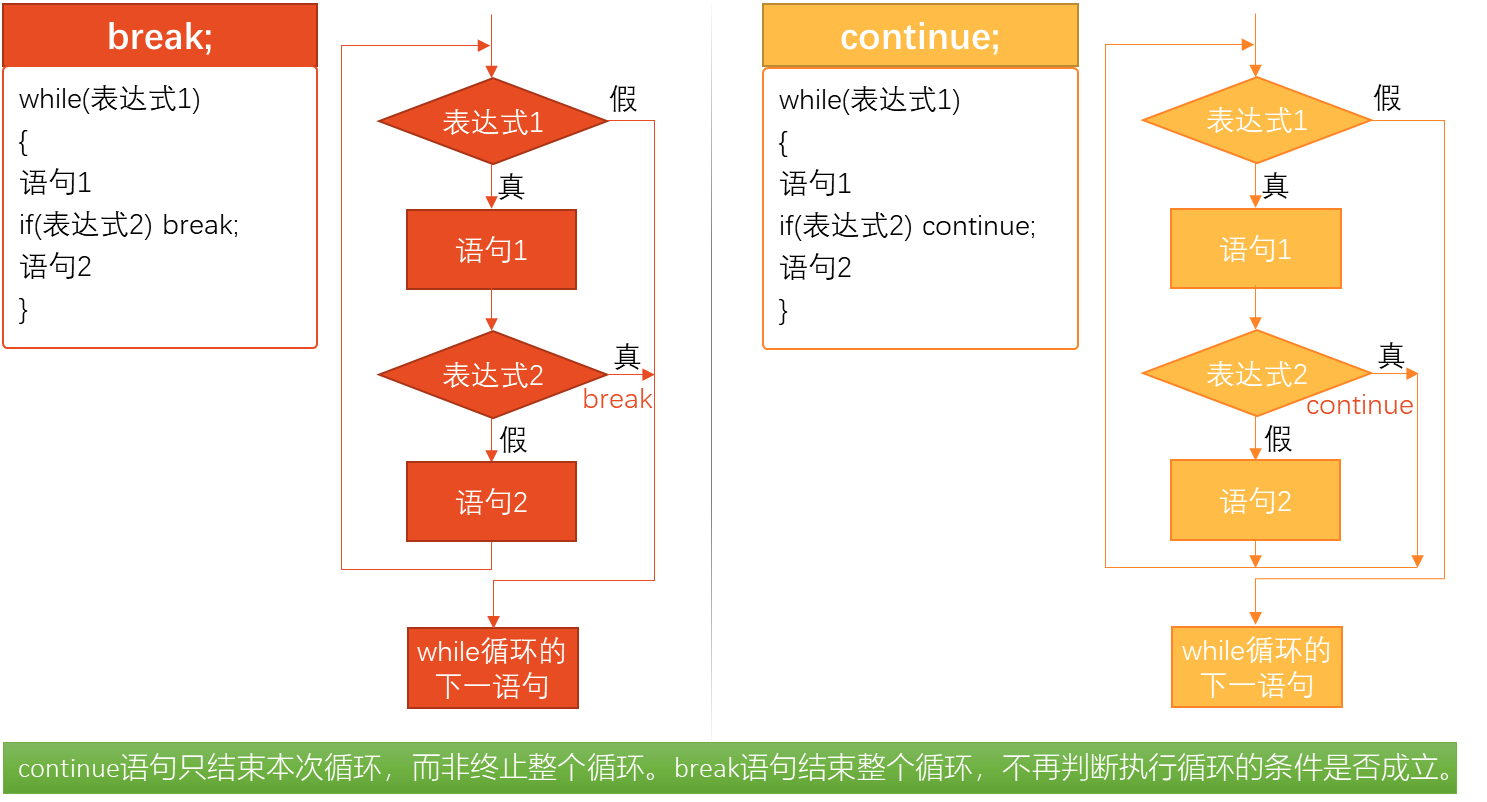 break;
while(表达式1)
{
语句1
if(表达式2) break;
语句2
}
表达式1
假
真
语句1
表达式2
真
break
假
语句2
while循环的
下一语句
continue;
while(表达式1)
{
语句1
if(表达式2) continue;
语句2
}
表达式1
假
真
语句1
表达式2
真
continue
假
语句2
while循环的
下一语句
continue语句只结束本次循环，而非终止整个循环。break语句结束整个循环，不再判断执行循环的条件是否成立。